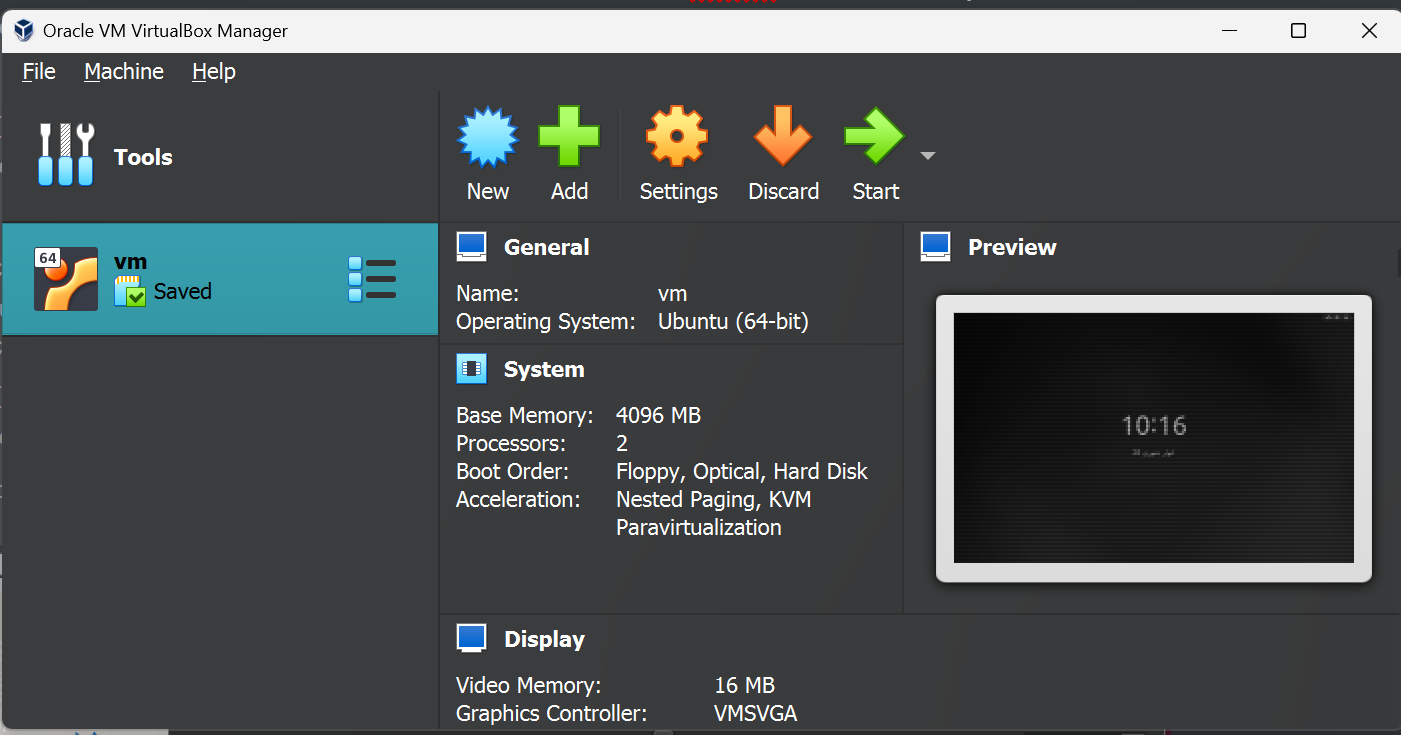 Oracle VM VirtualBox Manager
File Machine Help
Tools
New Add Settings Discard Start
64
vm
Saved
General
Name: vm
Operating System: Ubuntu (64-bit)
System
Base Memory: 4096 MB
Processors: 2
Boot Order: Floppy, Optical, Hard Disk
Acceleration: Nested Paging, KVM
Paravirtualization
Preview
10:16
Display
Video Memory: 16 MB
Graphics Controller: VMSVGA